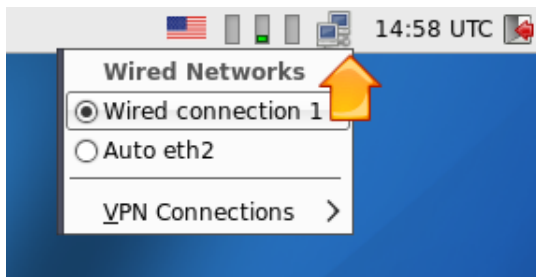 14:58 UTC
Wired Networks
Wired connection 1
Auto eth2
VPN Connections